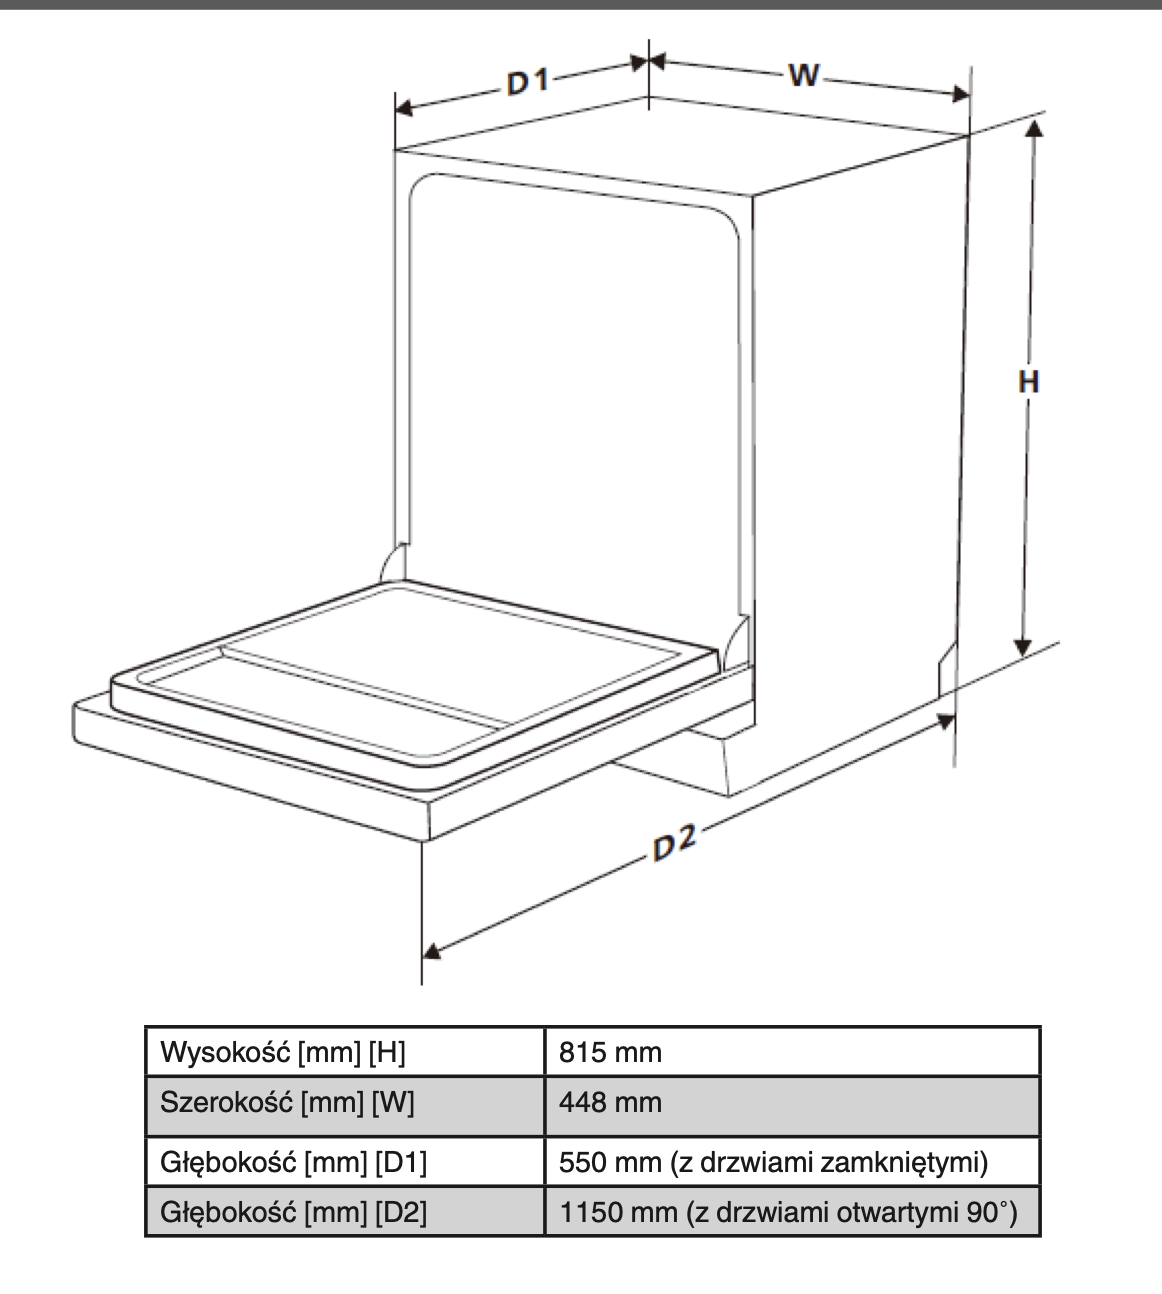 D1
W
H
D2
Wysokość [mm] [H] 815 mm
Szerokość [mm] [W] 448 mm
Głębokość [mm] [D1] 550 mm (z drzwiami zamkniętymi)
Głębokość [mm] [D2] 1150 mm (z drzwiami otwartymi 90˚)